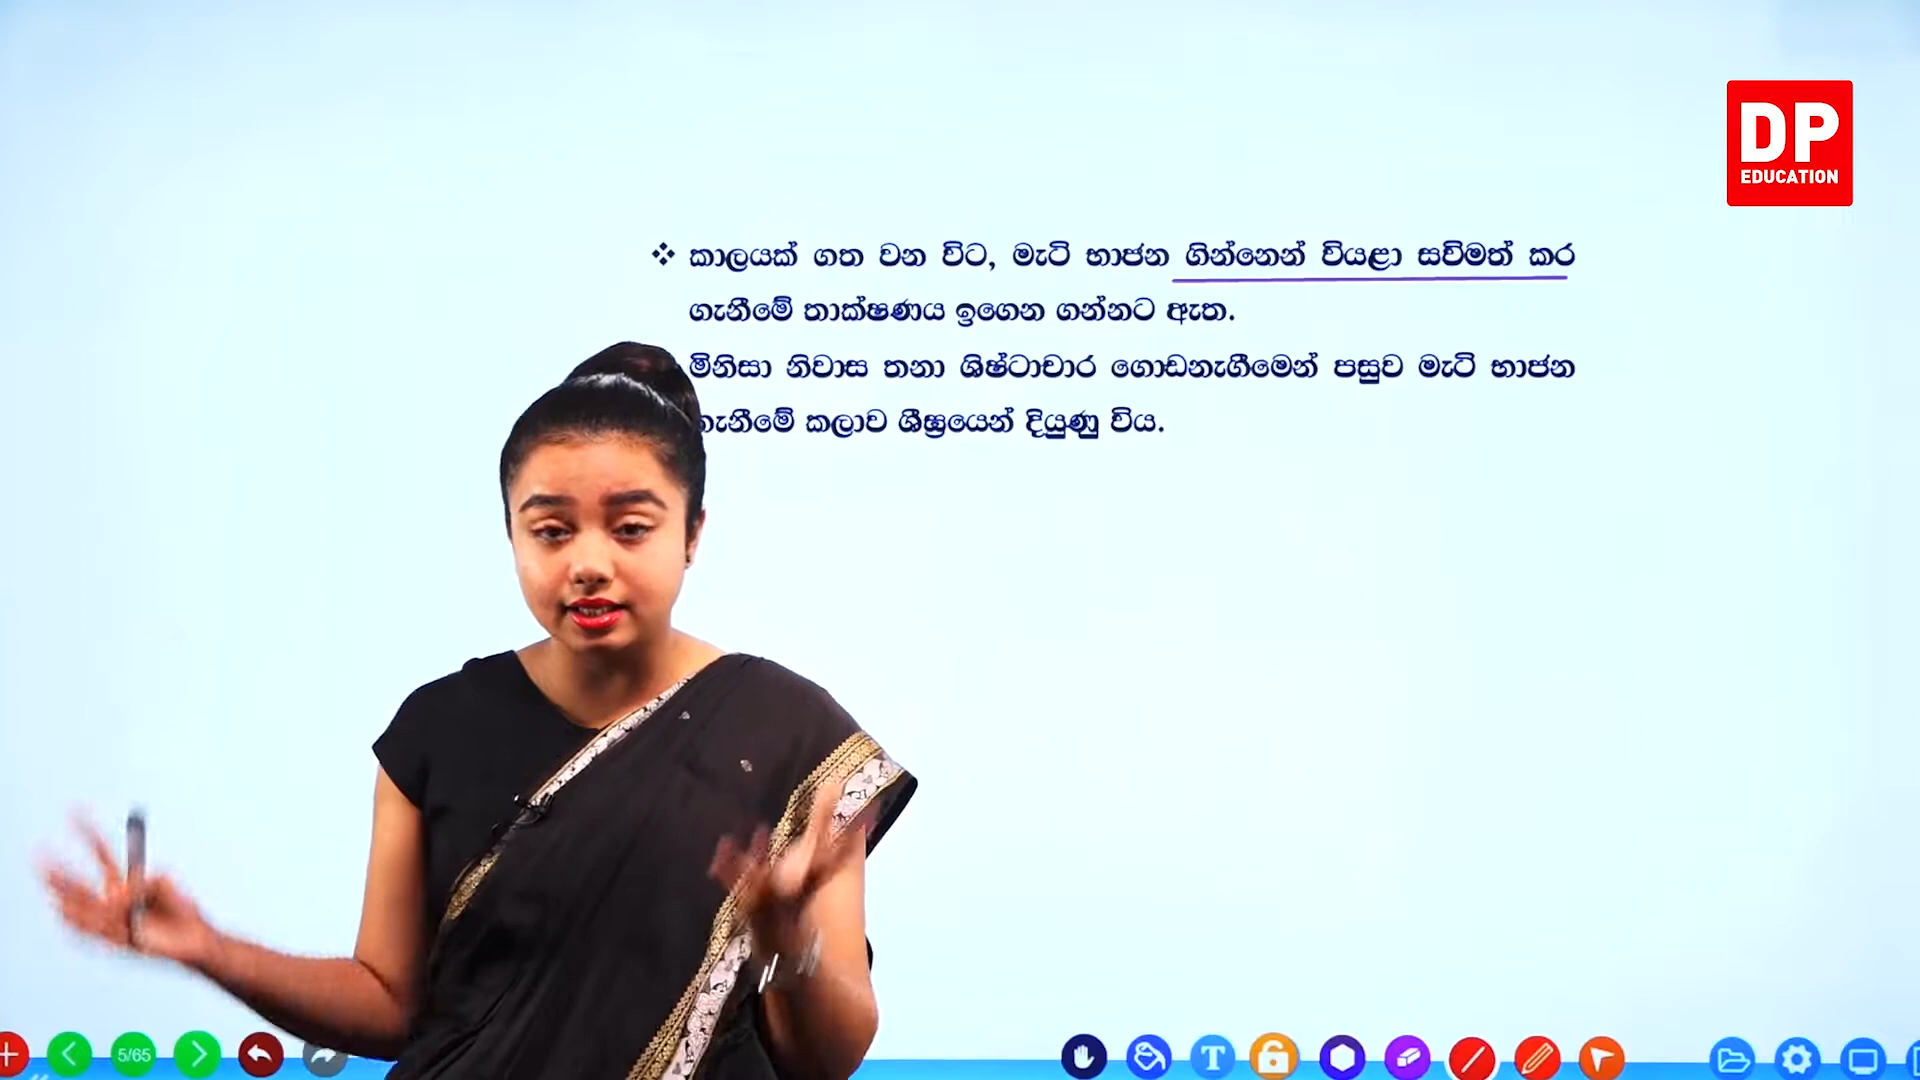 DP
EDUCATION
❖ කාලයක් ගත වන විට, මැටි භාජන ගින්නෙන් වියළා සවිමත් කර
ගැනීමේ තාක්ෂණය ඉගෙන ගන්නට ඇත.
මිනිසා නිවාස තනා ශිෂ්ටාචාර ගොඩනැගීමෙන් පසුව මැටි භාජන
කලාව ශීඝ්‍රයෙන් දියුණු විය.
5/65
T